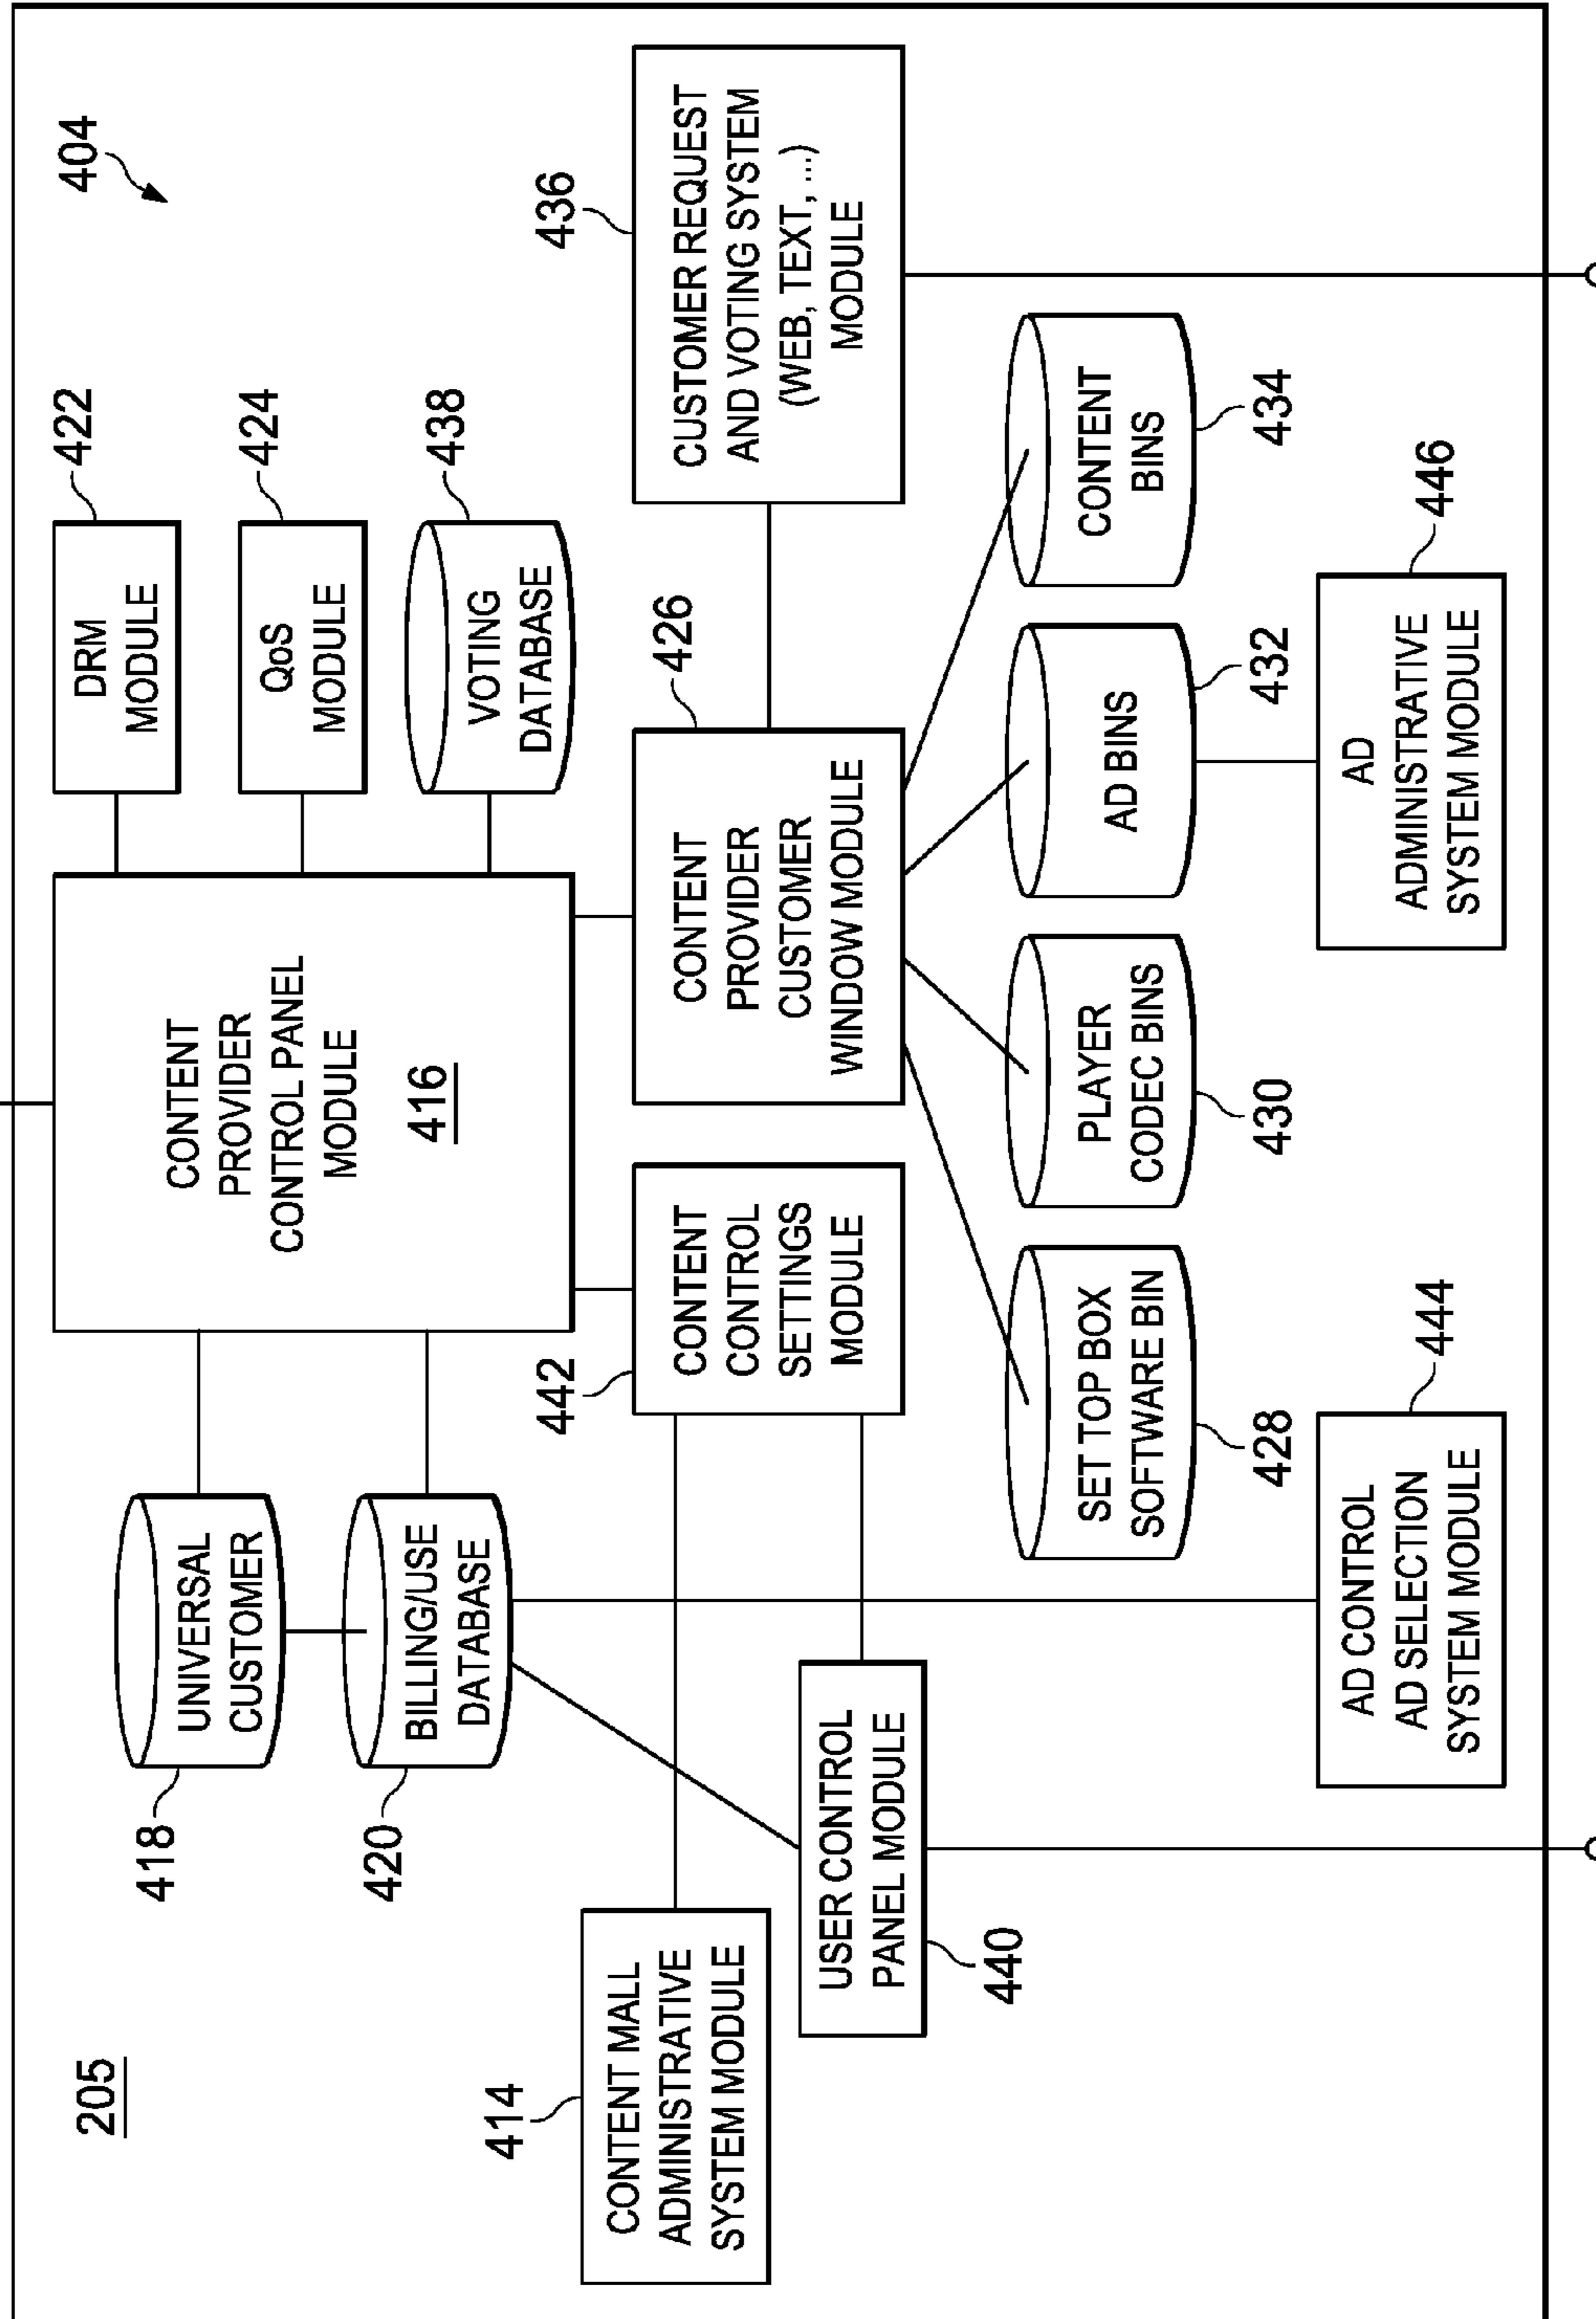 205
404
418
UNIVERSAL
CUSTOMER
420
BILLING/USE
DATABASE
CONTENT
PROVIDER
CONTROL PANEL
MODULE
416
DRM
MODULE
422
QoS
MODULE
424
VOTING
DATABASE
438
414
CONTENT MALL
ADMINISTRATIVE
SYSTEM MODULE
442
CONTENT
CONTROL
SETTINGS
MODULE
CONTENT
PROVIDER
CUSTOMER
WINDOW MODULE
426
436
CUSTOMER REQUEST
AND VOTING SYSTEM
(WEB, TEXT, ...)
MODULE
USER CONTROL
PANEL MODULE
440
SET TOP BOX
SOFTWARE BIN
428
PLAYER
CODEC BINS
430
AD BINS
432
CONTENT
BINS
434
AD CONTROL
AD SELECTION
SYSTEM MODULE
444
AD
ADMINISTRATIVE
SYSTEM MODULE
446